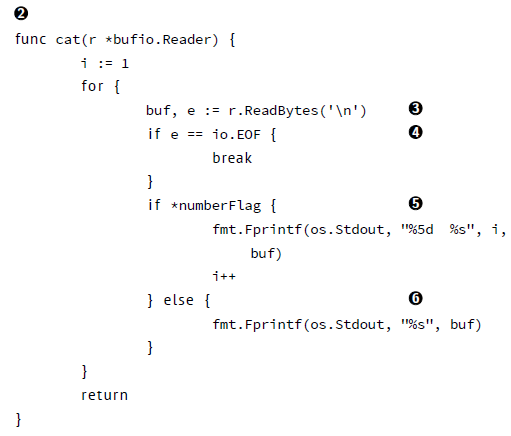 ❷
func cat(r *bufio.Reader) {
i := 1
for {
buf, e := r.ReadBytes('\n') ❸
if e == io.EOF { ❹
break
}
if *numberFlag { ❺
fmt.Fprintf(os.Stdout, "%5d  %s", i,
buf)
i++
} else { ❻
fmt.Fprintf(os.Stdout, "%s", buf)
}
}
return
}